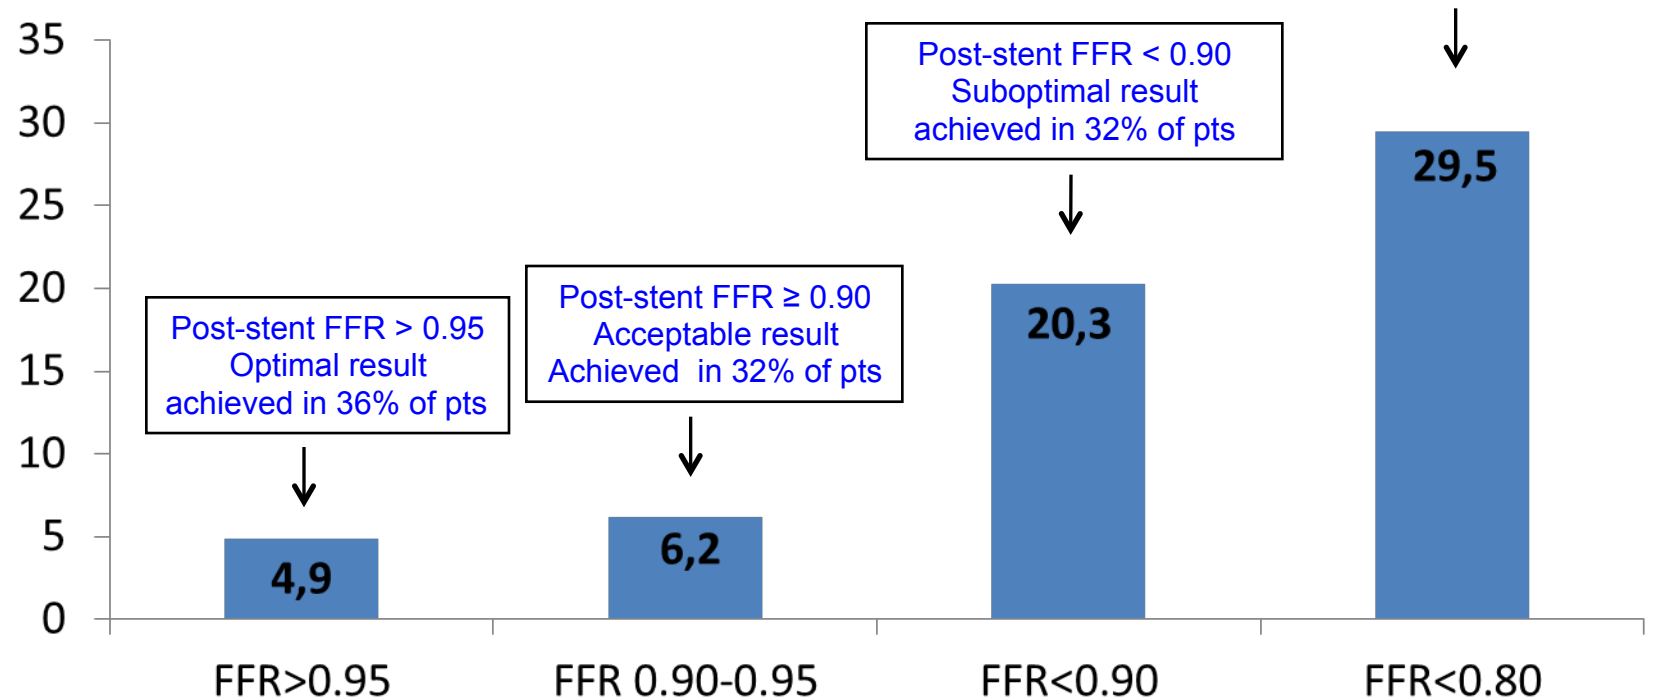 35
30
25
20
15
10
5
0
Post-stent FFR > 0.95
Optimal result
achieved in 36% of pts
Post-stent FFR ≥ 0.90
Acceptable result
Achieved  in 32% of pts
Post-stent FFR < 0.90
Suboptimal result
achieved in 32% of pts
4,9
6,2
20,3
29,5
FFR>0.95
FFR 0.90-0.95
FFR<0.90
FFR<0.80